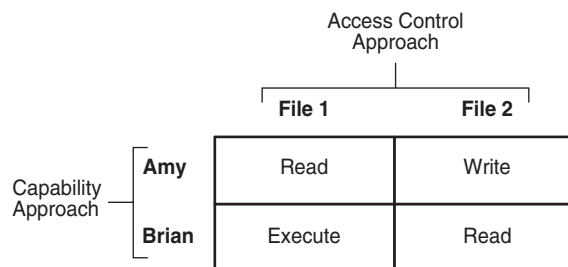 Access Control
Approach
File 1 File 2
Amy Read Write
Capability
Approach
Brian Execute Read